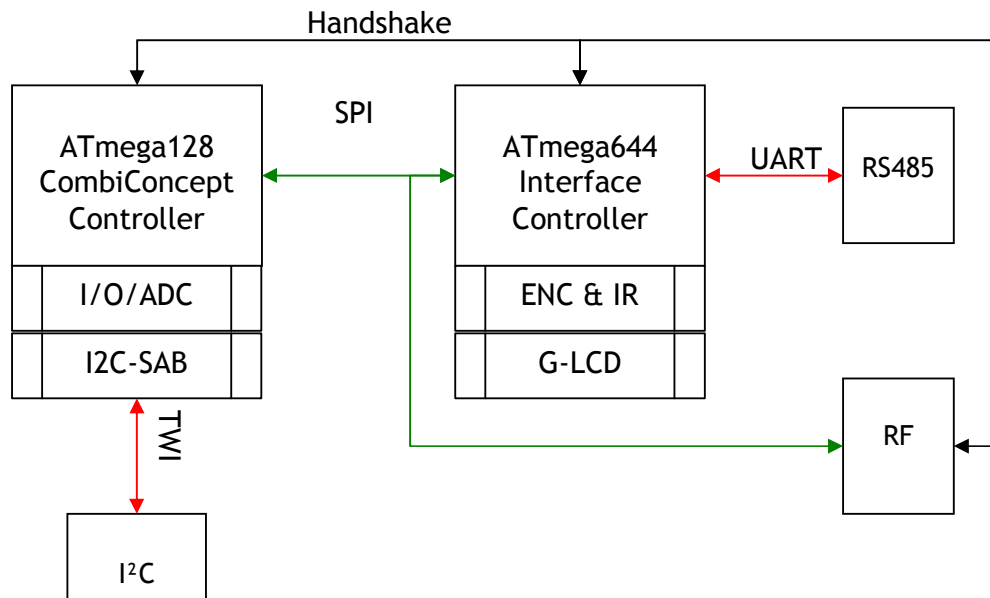 Handshake
SPI
ATmega128
CombiConcept
Controller
ATmega644
Interface
Controller
UART
RS485
I/O/ADC
ENC & IR
I2C-SAB
G-LCD
TWI
RF
I²C